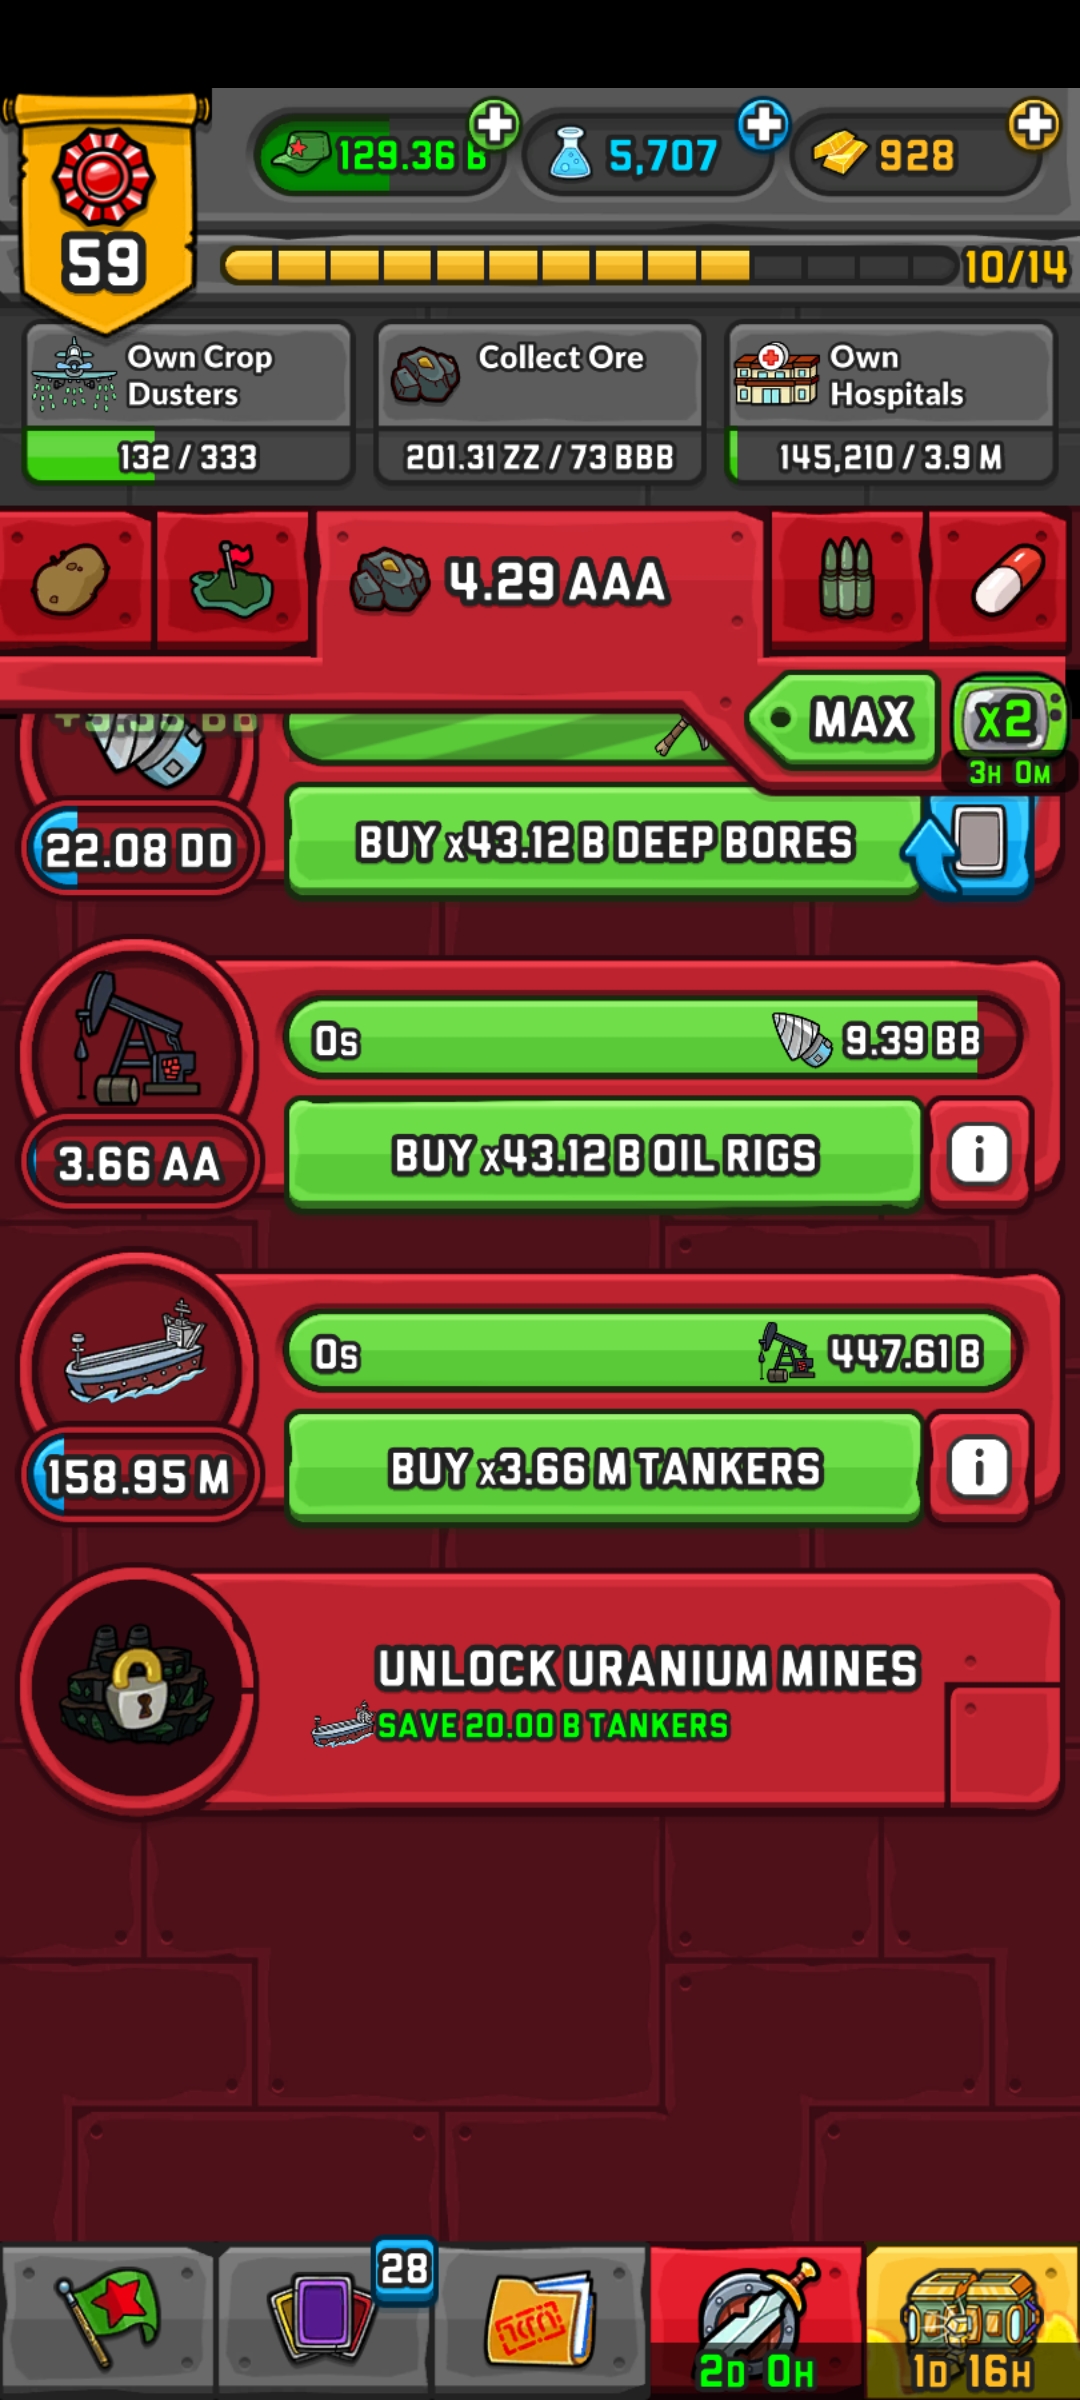 129.36 B
5,707
928
59
10/14
Own Crop
Dusters
132 / 333
Collect Ore
201.31 ZZ / 73 BBB
Own
Hospitals
145,210 / 3.9 M
4.29 AAA
MAX
x2
3H 0M
22.08 DD
BUY x43.12 B DEEP BORES
0s
9.39 BB
3.66 AA
BUY x43.12 B OIL RIGS
i
0s
447.61 B
158.95 M
BUY x3.66 M TANKERS
i
UNLOCK URANIUM MINES
SAVE 20.00 B TANKERS
28
2D 0H
1D 16H